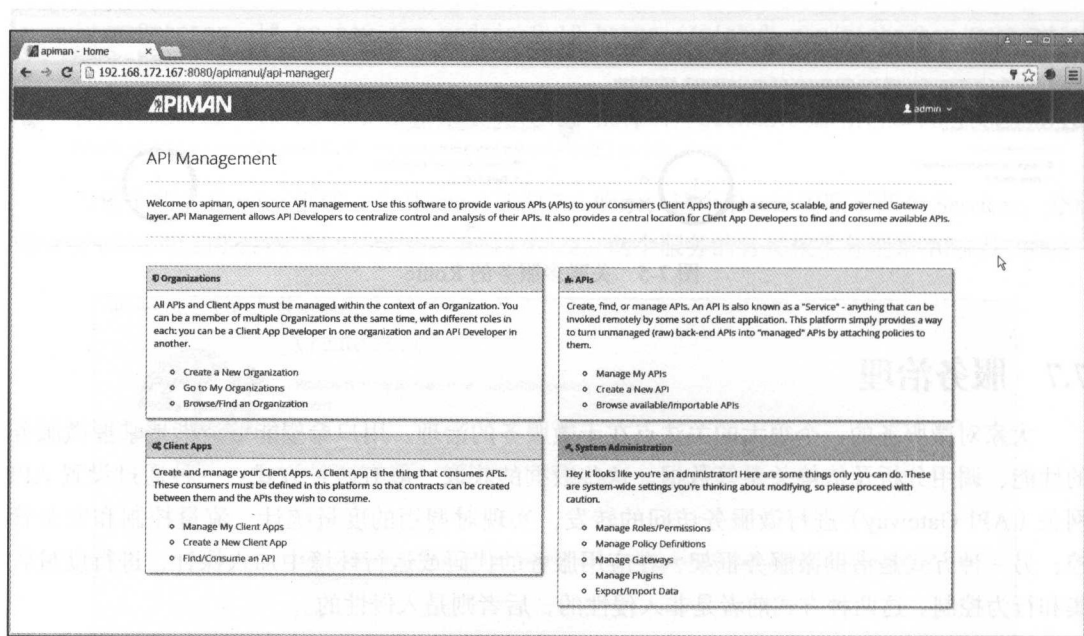 apiman - Home
192.168.172.167:8080/apimanui/api-manager/
APIMAN
admin
API Management
Welcome to apiman, open source API management. Use this software to provide various APIs (APIs) to your consumers (Client Apps) through a secure, scalable, and governed Gateway
layer. API Management allows API Developers to centralize control and analysis of their APIs. It also provides a central location for Client App Developers to find and consume available APIs.
Organizations
All APIs and Client Apps must be managed within the context of an Organization. You
can be a member of multiple Organizations at the same time, with different roles in
each: you can be a Client App Developer in one organization and an API Developer in
another.
Create a New Organization
Go to My Organizations
Browse/Find an Organization
APIs
Create, find, or manage APIs. An API is also known as a "Service" - anything that can be
invoked remotely by some sort of client application. This platform simply provides a way
to turn unmanaged (raw) back-end APIs into "managed" APIs by attaching policies to
them.
Manage My APIs
Create a New API
Browse available/Importable APIs
Client Apps
Create and manage your Client Apps. A Client App is the thing that consumes APIs.
These consumers must be defined in this platform so that contracts can be created
between them and the APIs they wish to consume.
Manage My Client Apps
Create a New Client App
Find/Consume an API
System Administration
Hey it looks like you're an administrator! Here are some things only you can do. These
are system-wide settings you're thinking about modifying, so please proceed with
caution.
Manage Roles/Permissions
Manage Policy Definitions
Manage Gateways
Manage Plugins
Export/Import Data
7.7 服务治理